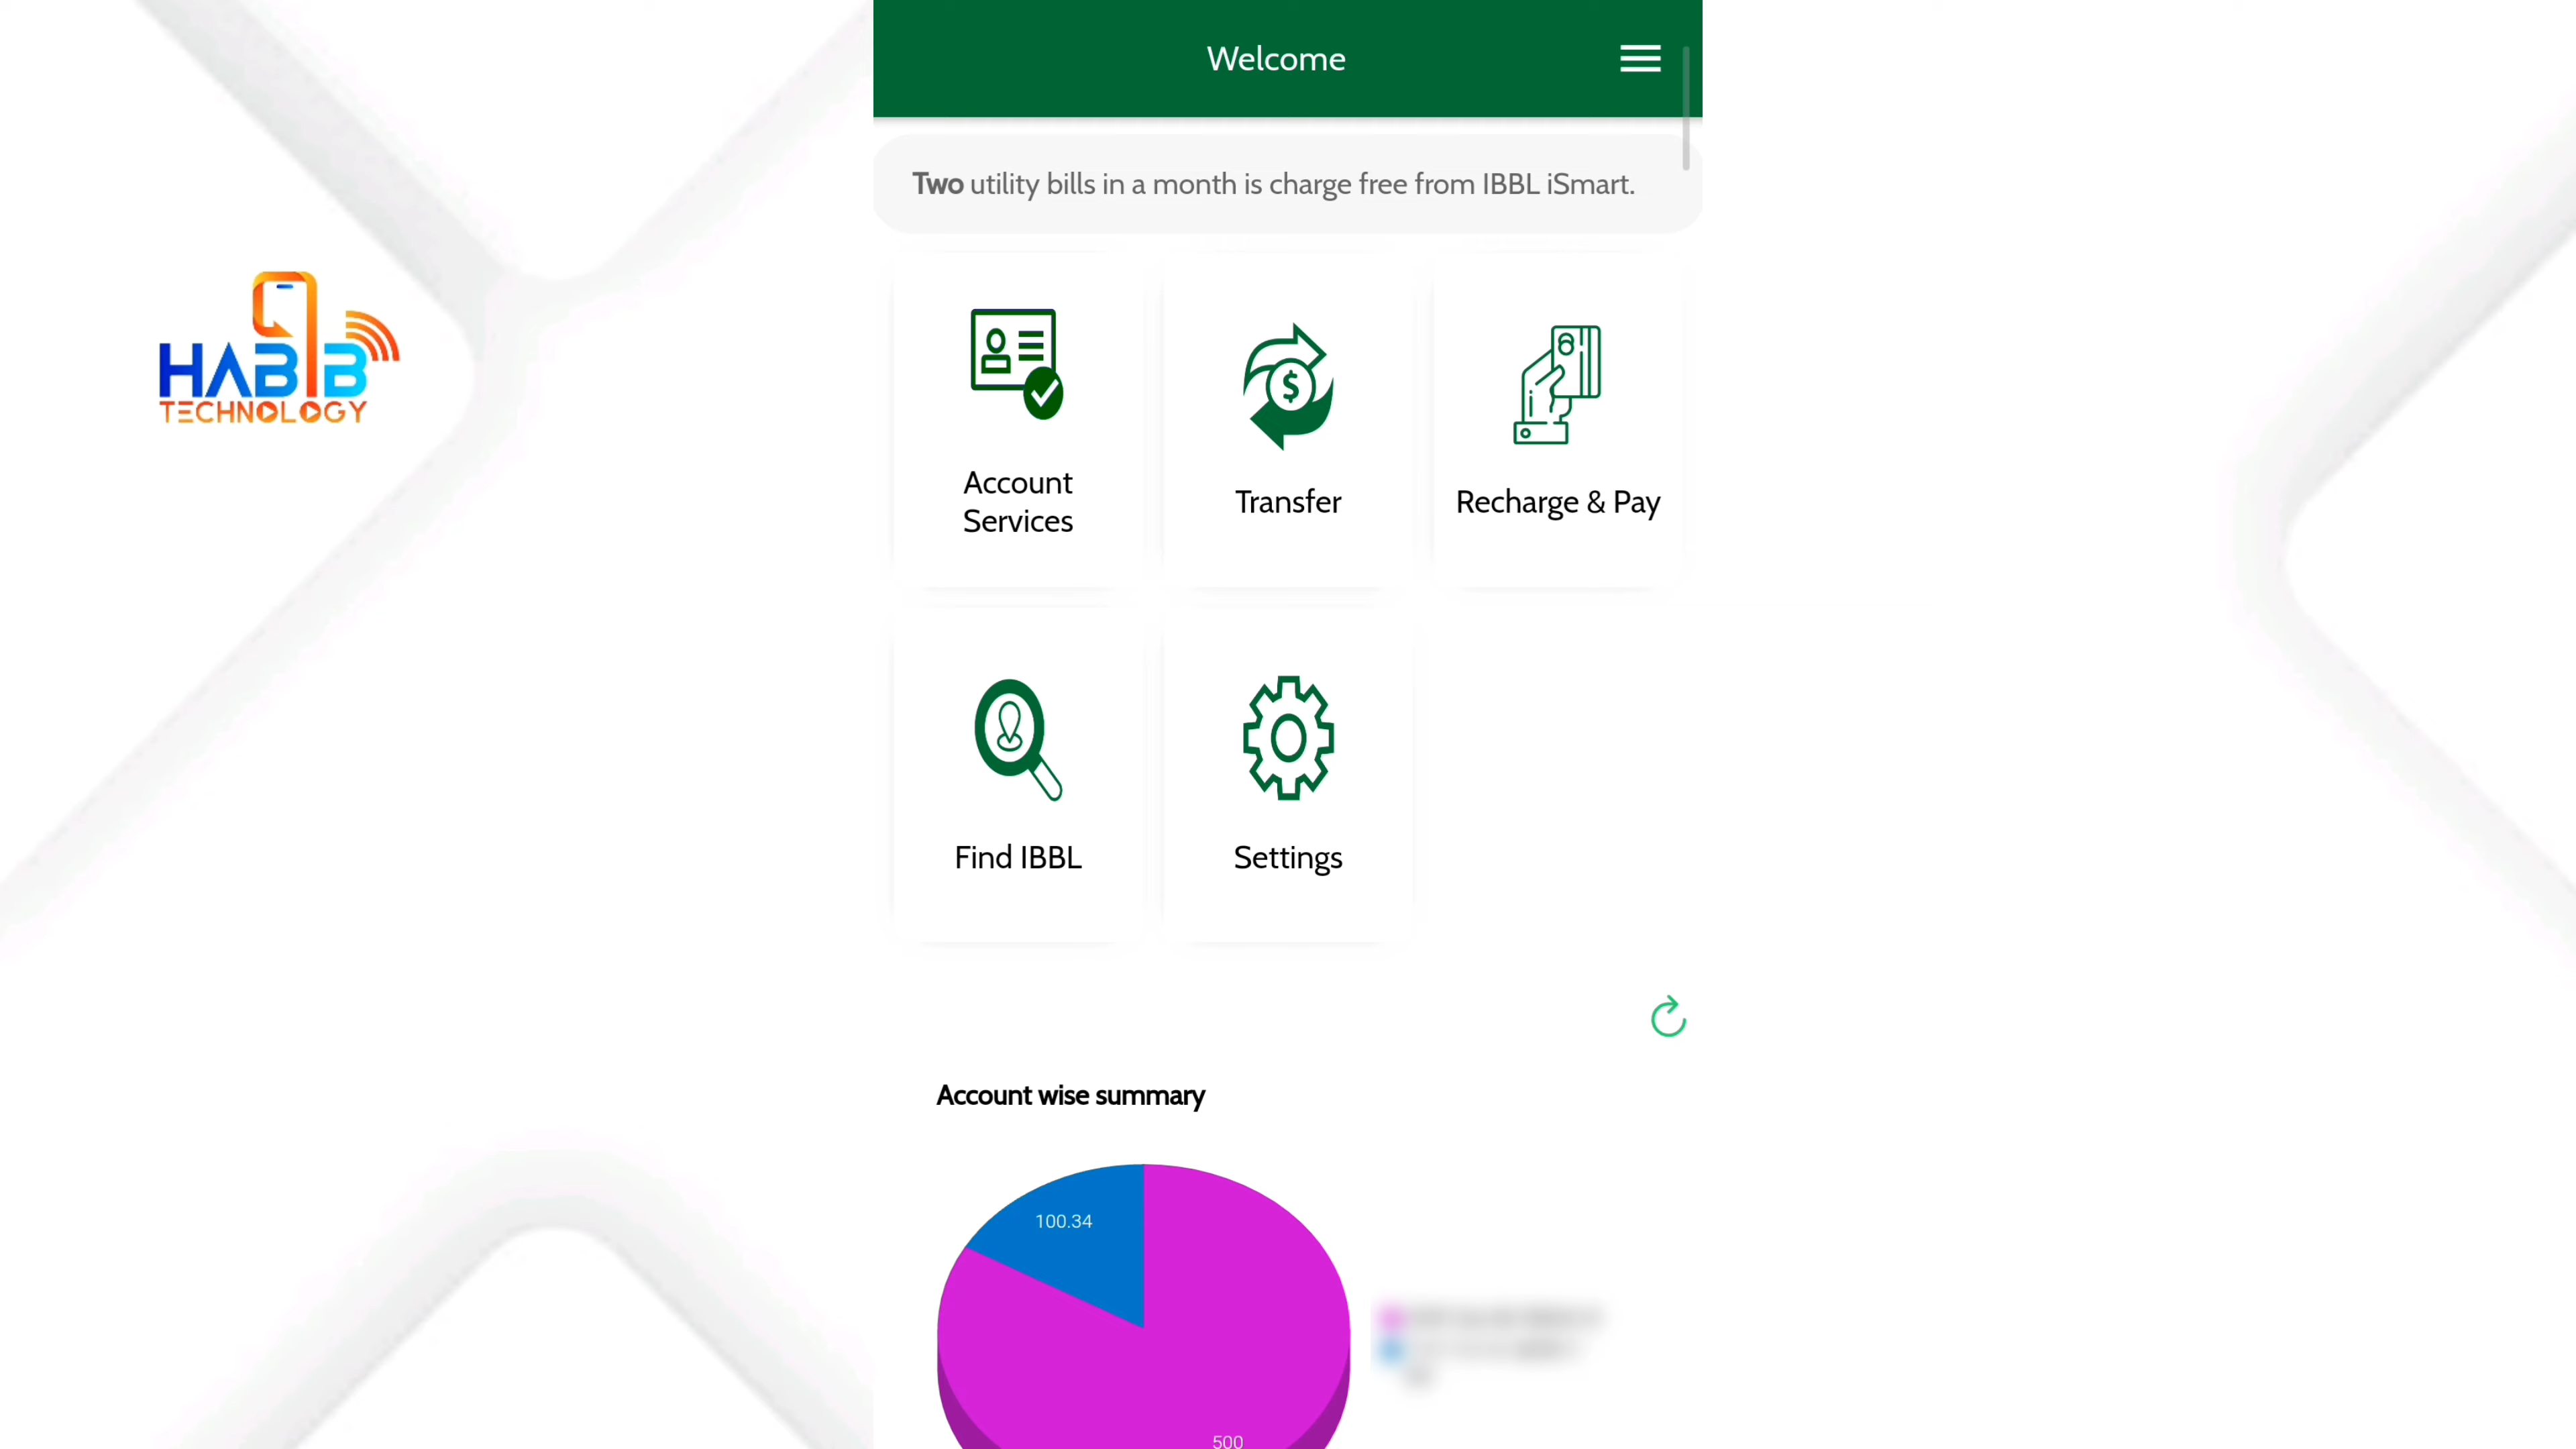 Welcome
Two utility bills in a month is charge free from IBBL iSmart.
HABIB
TECHNOLOGY
Account
Services
Transfer
Recharge & Pay
Find IBBL
Settings
Account wise summary
100.34
500